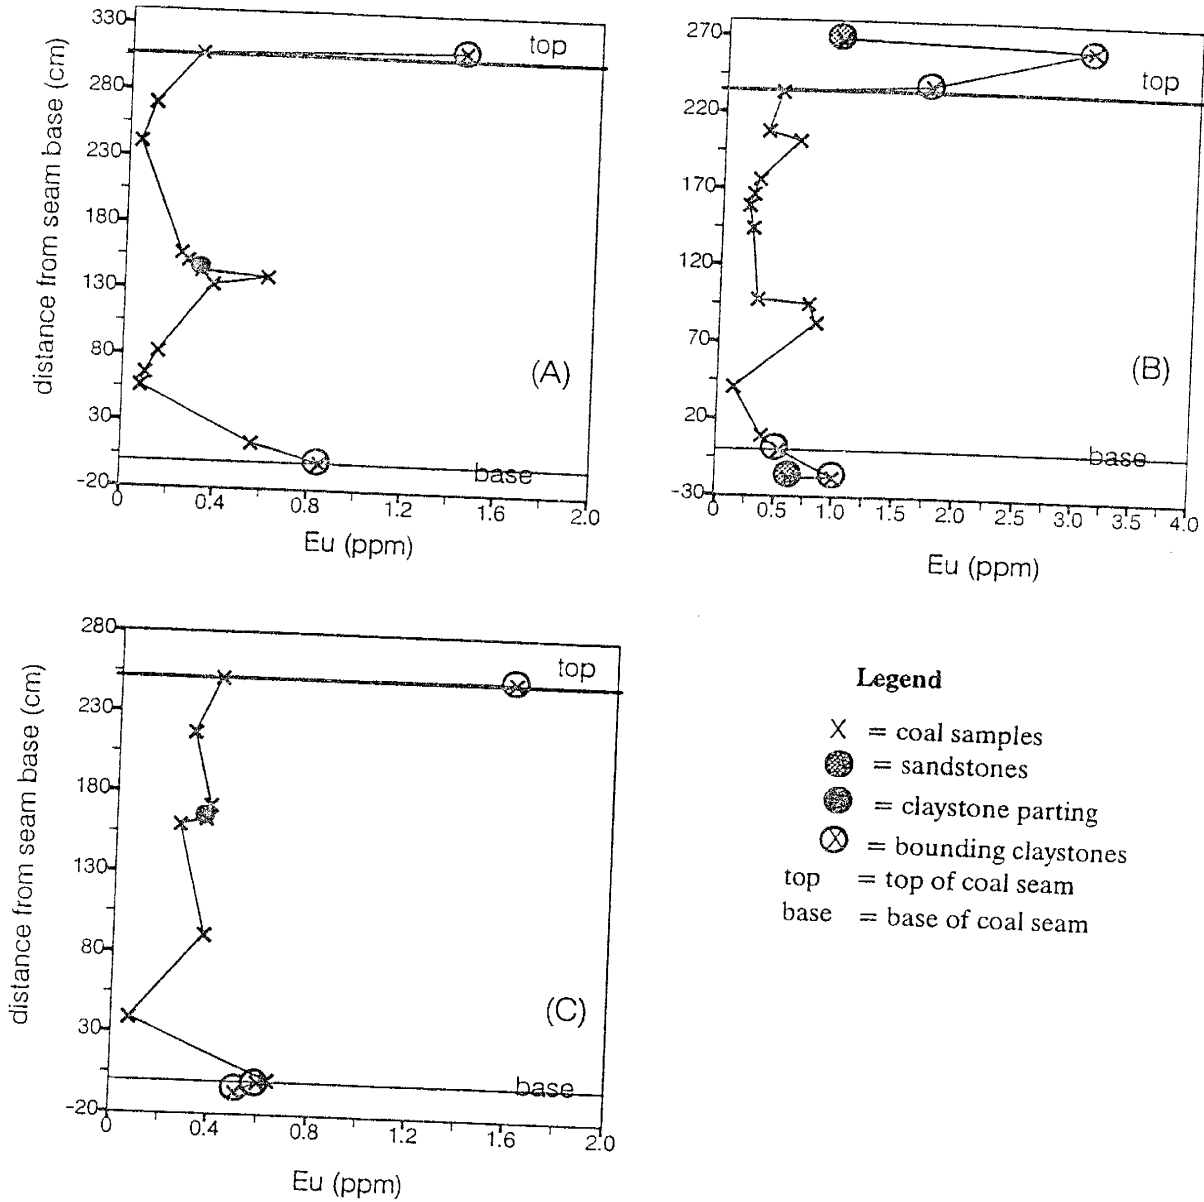 330
280
230
180
130
80
30
-20
distance from seam base (cm)
top
(A)
base
0 0.4 0.8 1.2 1.6 2.0
Eu (ppm)
270
220
170
120
70
20
-30
top
(B)
base
0 0.5 1.0 1.5 2.0 2.5 3.0 3.5 4.0
Eu (ppm)
280
230
180
130
80
30
-20
distance from seam base (cm)
top
(C)
base
0 0.4 0.8 1.2 1.6 2.0
Eu (ppm)
Legend
= coal samples
= sandstones
= claystone parting
= bounding claystones
top = top of coal seam
base = base of coal seam